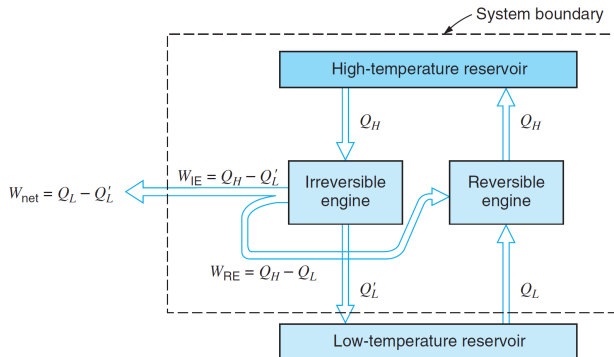 System boundary
High-temperature reservoir
Q_H
Q_H
W_IE = Q_H − Q'_L
W_net = Q_L − Q'_L
Irreversible
engine
Reversible
engine
W_RE = Q_H − Q_L
Q'_L
Q_L
Low-temperature reservoir